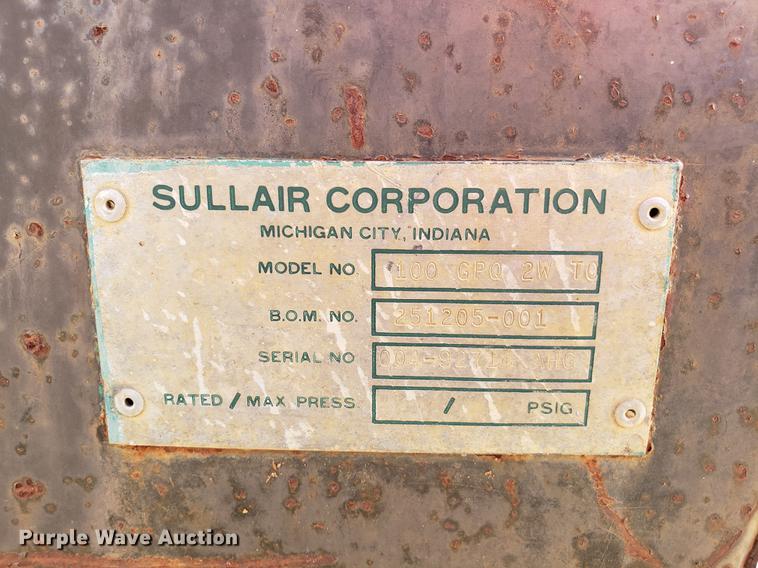 SULLAIR CORPORATION
MICHIGAN CITY, INDIANA
MODEL NO. 100 GPQ 2W TO
B.O.M. NO. 251205-001
SERIAL NO
RATED / MAX PRESS / PSIG
Purple Wave Auction